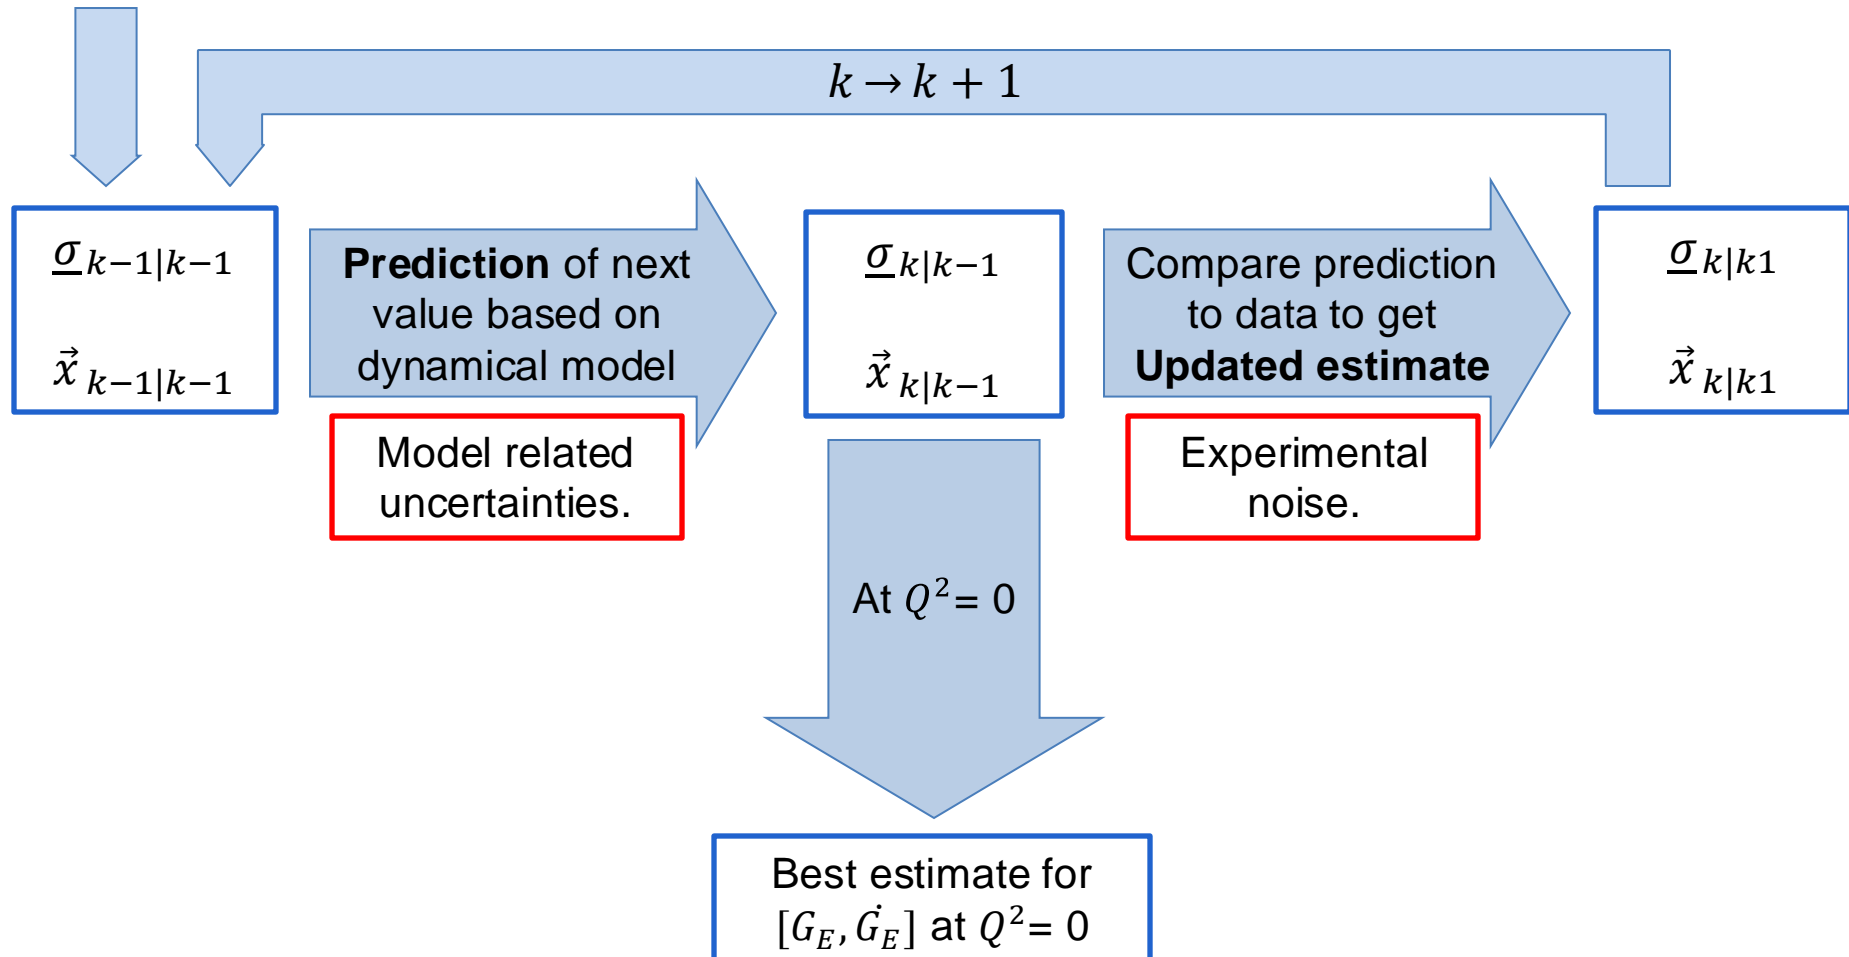 k → k + 1
σ k−1|k−1
x⃗ k−1|k−1
Prediction of next
value based on
dynamical model
Model related
uncertainties.
σ k|k−1
x⃗ k|k−1
Compare prediction
to data to get
Updated estimate
Experimental
noise.
σ k|k1
x⃗ k|k1
At Q² = 0
Best estimate for
[G_E, Ġ_E] at Q² = 0